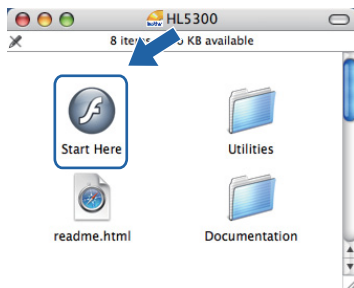 HL5300
8 items KB available
Start Here
Utilities
readme.html
Documentation